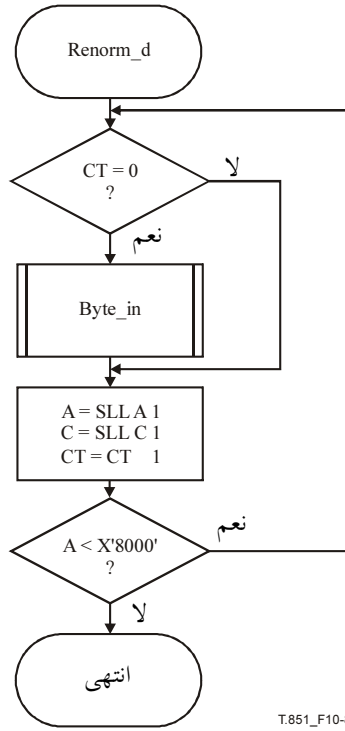 Renorm_d
CT = 0
?
لا
نعم
Byte_in
A = SLL A 1
C = SLL C 1
CT = CT 1
A < X'8000'
?
نعم
لا
انتهى